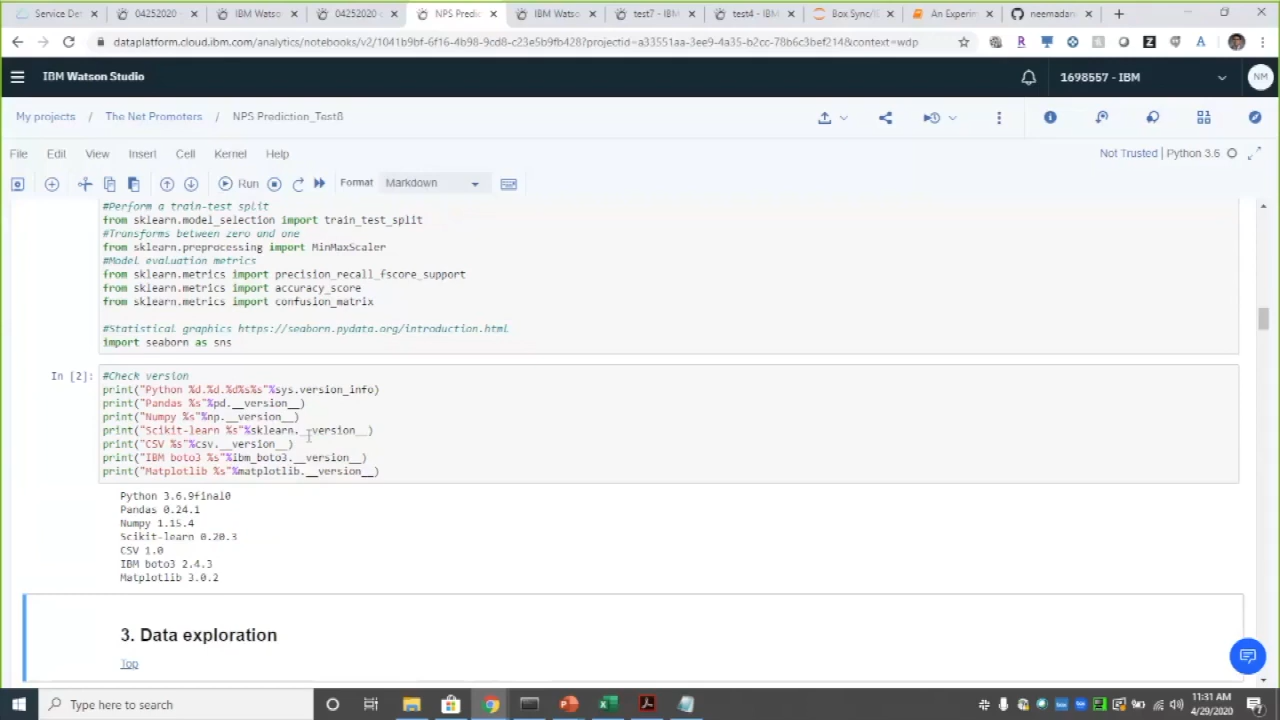 Service De
04252020
IBM Watso
04252020
NPS Predic
IBM Watso
test7 - IBM
test4 - IBM
Box Sync/I
An Experim
neemadar
dataplatform.cloud.ibm.com/analytics/notebooks/v2/1041b9bf-6f16-4b98-9cd8-c23e5b9fb428?projectid=a33551aa-3ee9-4a35-b2cc-78b6c3bef214&context=wdp
IBM Watson Studio
1698557 - IBM
NM
My projects / The Net Promoters / NPS Prediction_Test8
File Edit View Insert Cell Kernel Help
Not Trusted | Python 3.6
Run
Format
Markdown
#Perform a train-test split
from sklearn.model_selection import train_test_split
#Transforms between zero and one
from sklearn.preprocessing import MinMaxScaler
#Model evaluation metrics
from sklearn.metrics import precision_recall_fscore_support
from sklearn.metrics import accuracy_score
from sklearn.metrics import confusion_matrix
#Statistical graphics https://seaborn.pydata.org/introduction.html
import seaborn as sns
In [2]:
#Check version
print("Python %d.%d.%d%s%s"%sys.version_info)
print("Pandas %s"%pd.__version__)
print("Numpy %s"%np.__version__)
print("Scikit-learn %s"%sklearn.__version__)
print("CSV %s"%csv.__version__)
print("IBM boto3 %s"%ibm_boto3.__version__)
print("Matplotlib %s"%matplotlib.__version__)
Python 3.6.9final0
Pandas 0.24.1
Numpy 1.15.4
Scikit-learn 0.20.3
CSV 1.0
IBM boto3 2.4.3
Matplotlib 3.0.2
3. Data exploration
Top
Type here to search
11:31 AM
4/29/2020